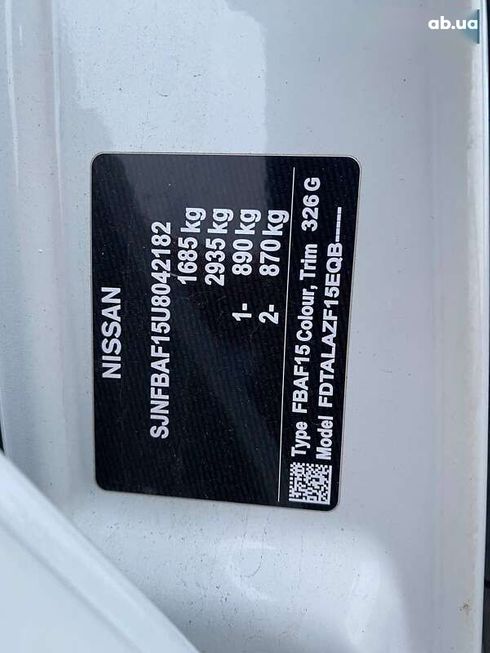 ab.ua
NISSAN
SJNFBAF15U8042182
1685 kg
2935 kg
1- 890 kg
2- 870 kg
Type FBAF15 Colour, Trim 326 G
Model FDTALAZF15EQB-----